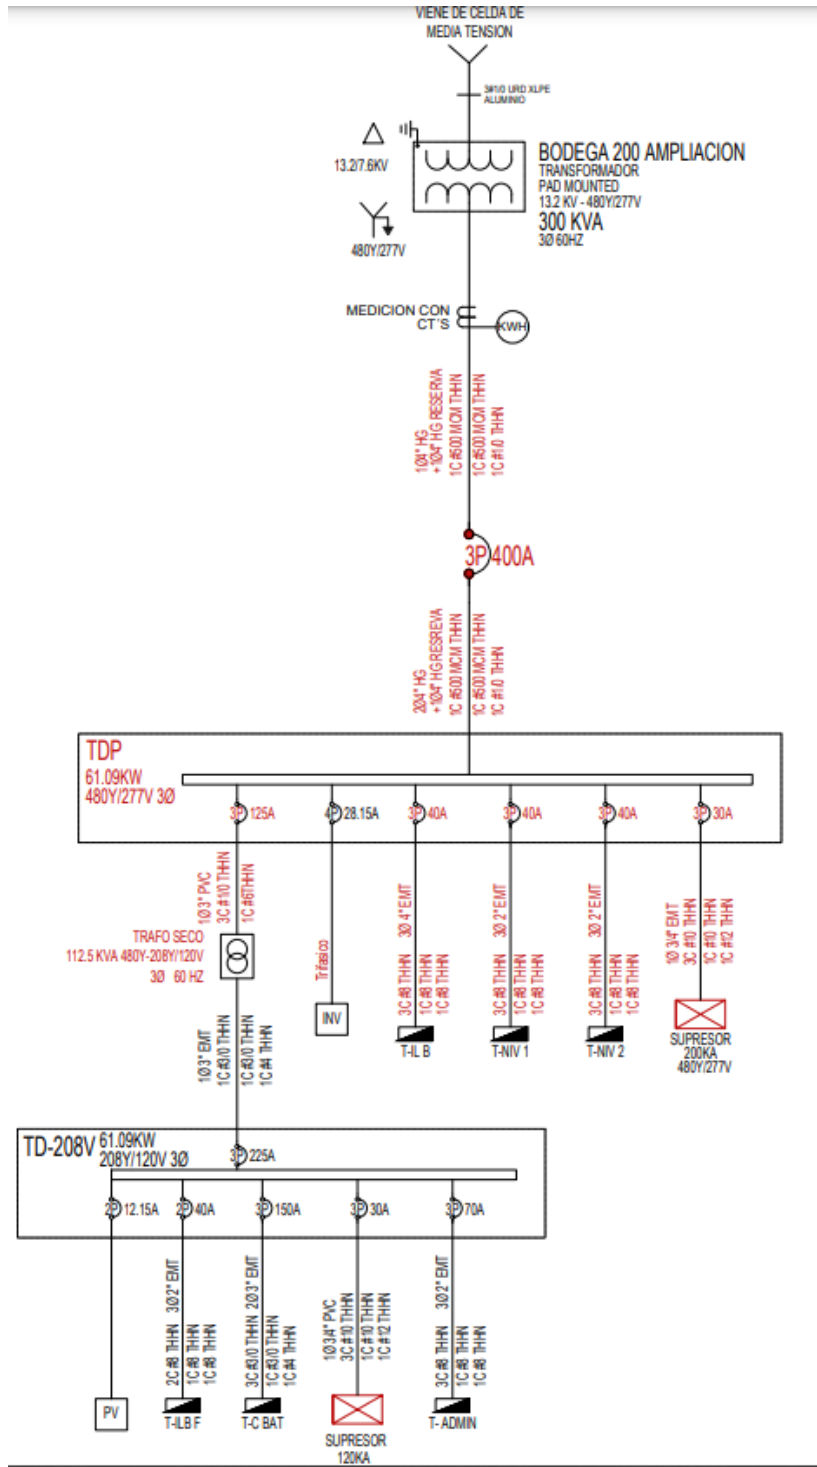 VIENE DE CELDA DE
MEDIA TENSION
3#1/0 URD XLPE
ALUMINIO
13.2/7.6KV
480Y/277V
BODEGA 200 AMPLIACION
TRANSFORMADOR
PAD MOUNTED
13.2 KV - 480Y/277V
300 KVA
3Ø 60HZ
MEDICION CON
CT´S
KWH
1Ø4" HG
+1Ø4" HG RESERVA
1C #500 MCM THHN
1C #500 MCM THHN
1C #1/0 THHN
3P 400A
2Ø4" HG
+1Ø4" HG RESREVA
1C #500 MCM THHN
1C #500 MCM THHN
1C #1/0 THHN
TDP
61.09KW
480Y/277V 3Ø
3P 125A
4P 28.15A
3P 40A
3P 40A
3P 40A
3P 30A
1Ø3" PVC
3C #1/0 THHN
1C #6THHN
TRAFO SECO
112.5 KVA 480Y-208Y/120V
3Ø 60 HZ
Trifasico
INV
3Ø 4" EMT
3C #8 THHN
1C #8 THHN
1C #8 THHN
T-IL B
3Ø 2" EMT
3C #8 THHN
1C #8 THHN
1C #8 THHN
T-NIV 1
3Ø 2" EMT
3C #8 THHN
1C #8 THHN
1C #8 THHN
T-NIV 2
1Ø 3/4" EMT
3C #10 THHN
1C #10 THHN
1C #12 THHN
SUPRESOR
200KA
480Y/277V
1Ø3" EMT
1C #3/0 THHN
1C #3/0 THHN
1C #4 THHN
TD-208V
61.09KW
208Y/120V 3Ø
3P 225A
2P 12.15A
2P 40A
3P 150A
3P 30A
3P 70A
PV
3Ø2" EMT
2C #8 THHN
1C #8 THHN
1C #8 THHN
T-ILB F
2Ø3" EMT
3C #3/0 THHN
1C #3/0 THHN
1C #4 THHN
T-C BAT
1Ø3/4" PVC
3C #10 THHN
1C #10 THHN
1C #12 THHN
SUPRESOR
120KA
3Ø2" EMT
3C #8 THHN
1C #8 THHN
1C #8 THHN
T- ADMIN